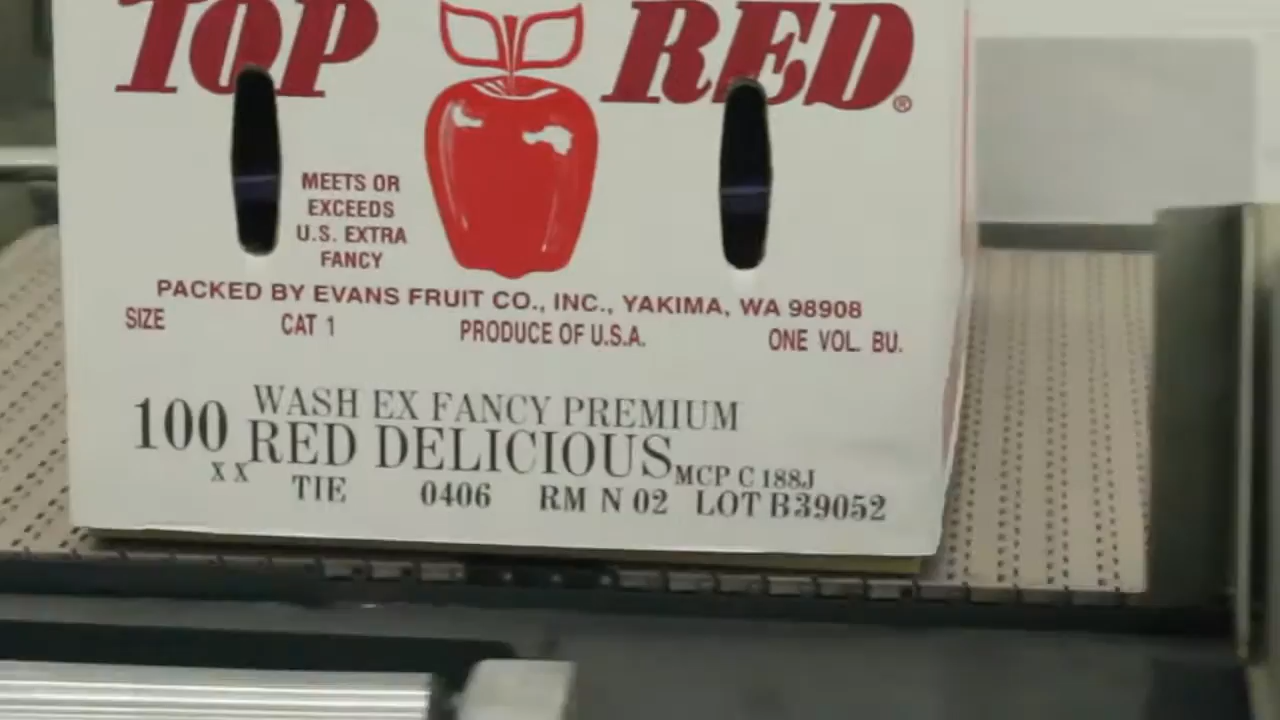 TOP RED®
MEETS OR
EXCEEDS
U.S. EXTRA
FANCY
PACKED BY EVANS FRUIT CO., INC., YAKIMA, WA 98908
SIZE CAT 1 PRODUCE OF U.S.A. ONE VOL. BU.
WASH EX FANCY PREMIUM
100 RED DELICIOUS
XX MCP C 188J
TIE 0406 RM N 02 LOT B39052